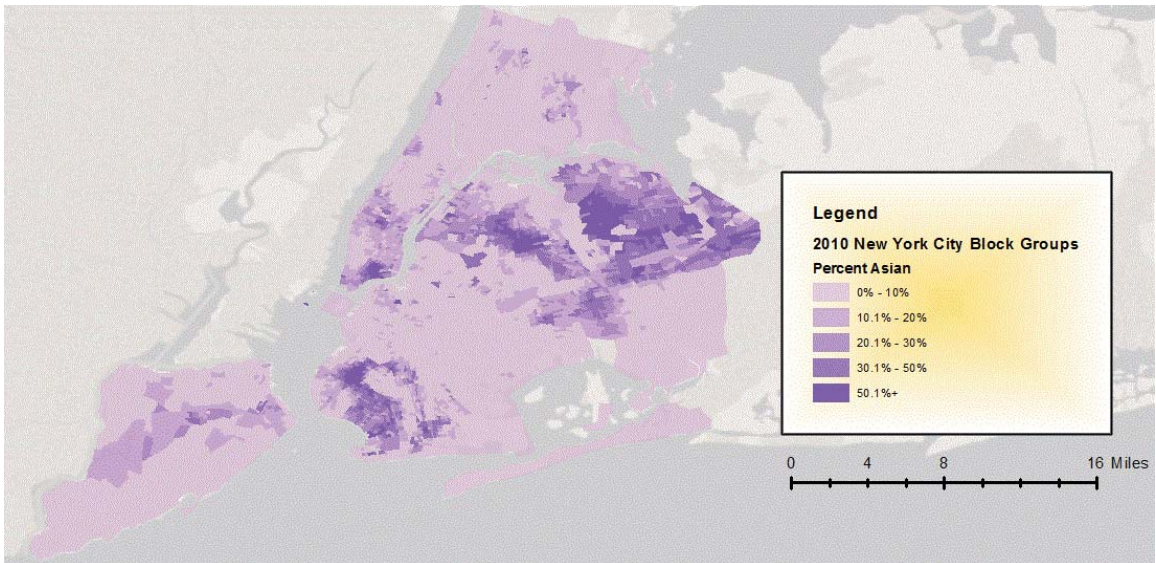 Legend
2010 New York City Block Groups
Percent Asian
0% - 10%
10.1% - 20%
20.1% - 30%
30.1% - 50%
50.1%+
0 4 8 16 Miles